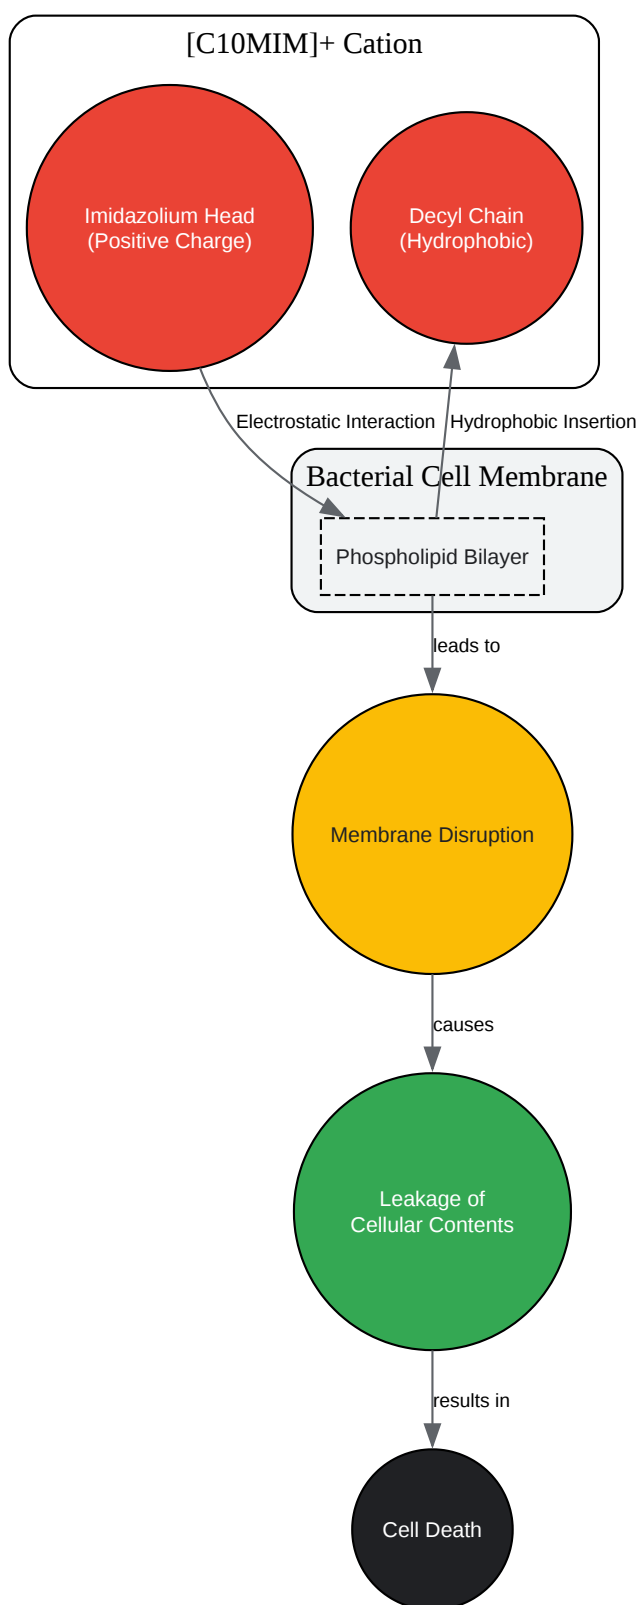 [C10MIM]+ Cation
Imidazolium Head
(Positive Charge)
Decyl Chain
(Hydrophobic)
Electrostatic Interaction
Hydrophobic Insertion
Bacterial Cell Membrane
Phospholipid Bilayer
leads to
Membrane Disruption
causes
Leakage of
Cellular Contents
results in
Cell Death